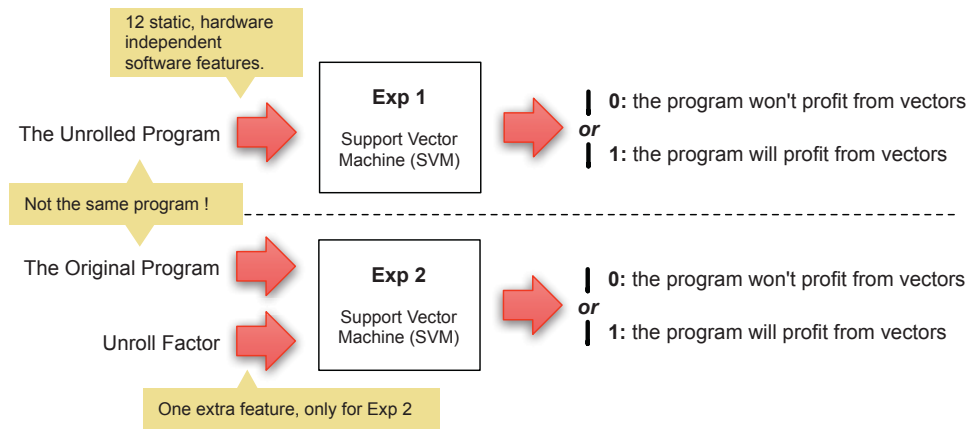 12 static, hardware
independent
software features.
Exp 1
Support Vector
Machine (SVM)
The Unrolled Program
0: the program won't profit from vectors
or
1: the program will profit from vectors
Not the same program !
The Original Program
Unroll Factor
Exp 2
Support Vector
Machine (SVM)
0: the program won't profit from vectors
or
1: the program will profit from vectors
One extra feature, only for Exp 2